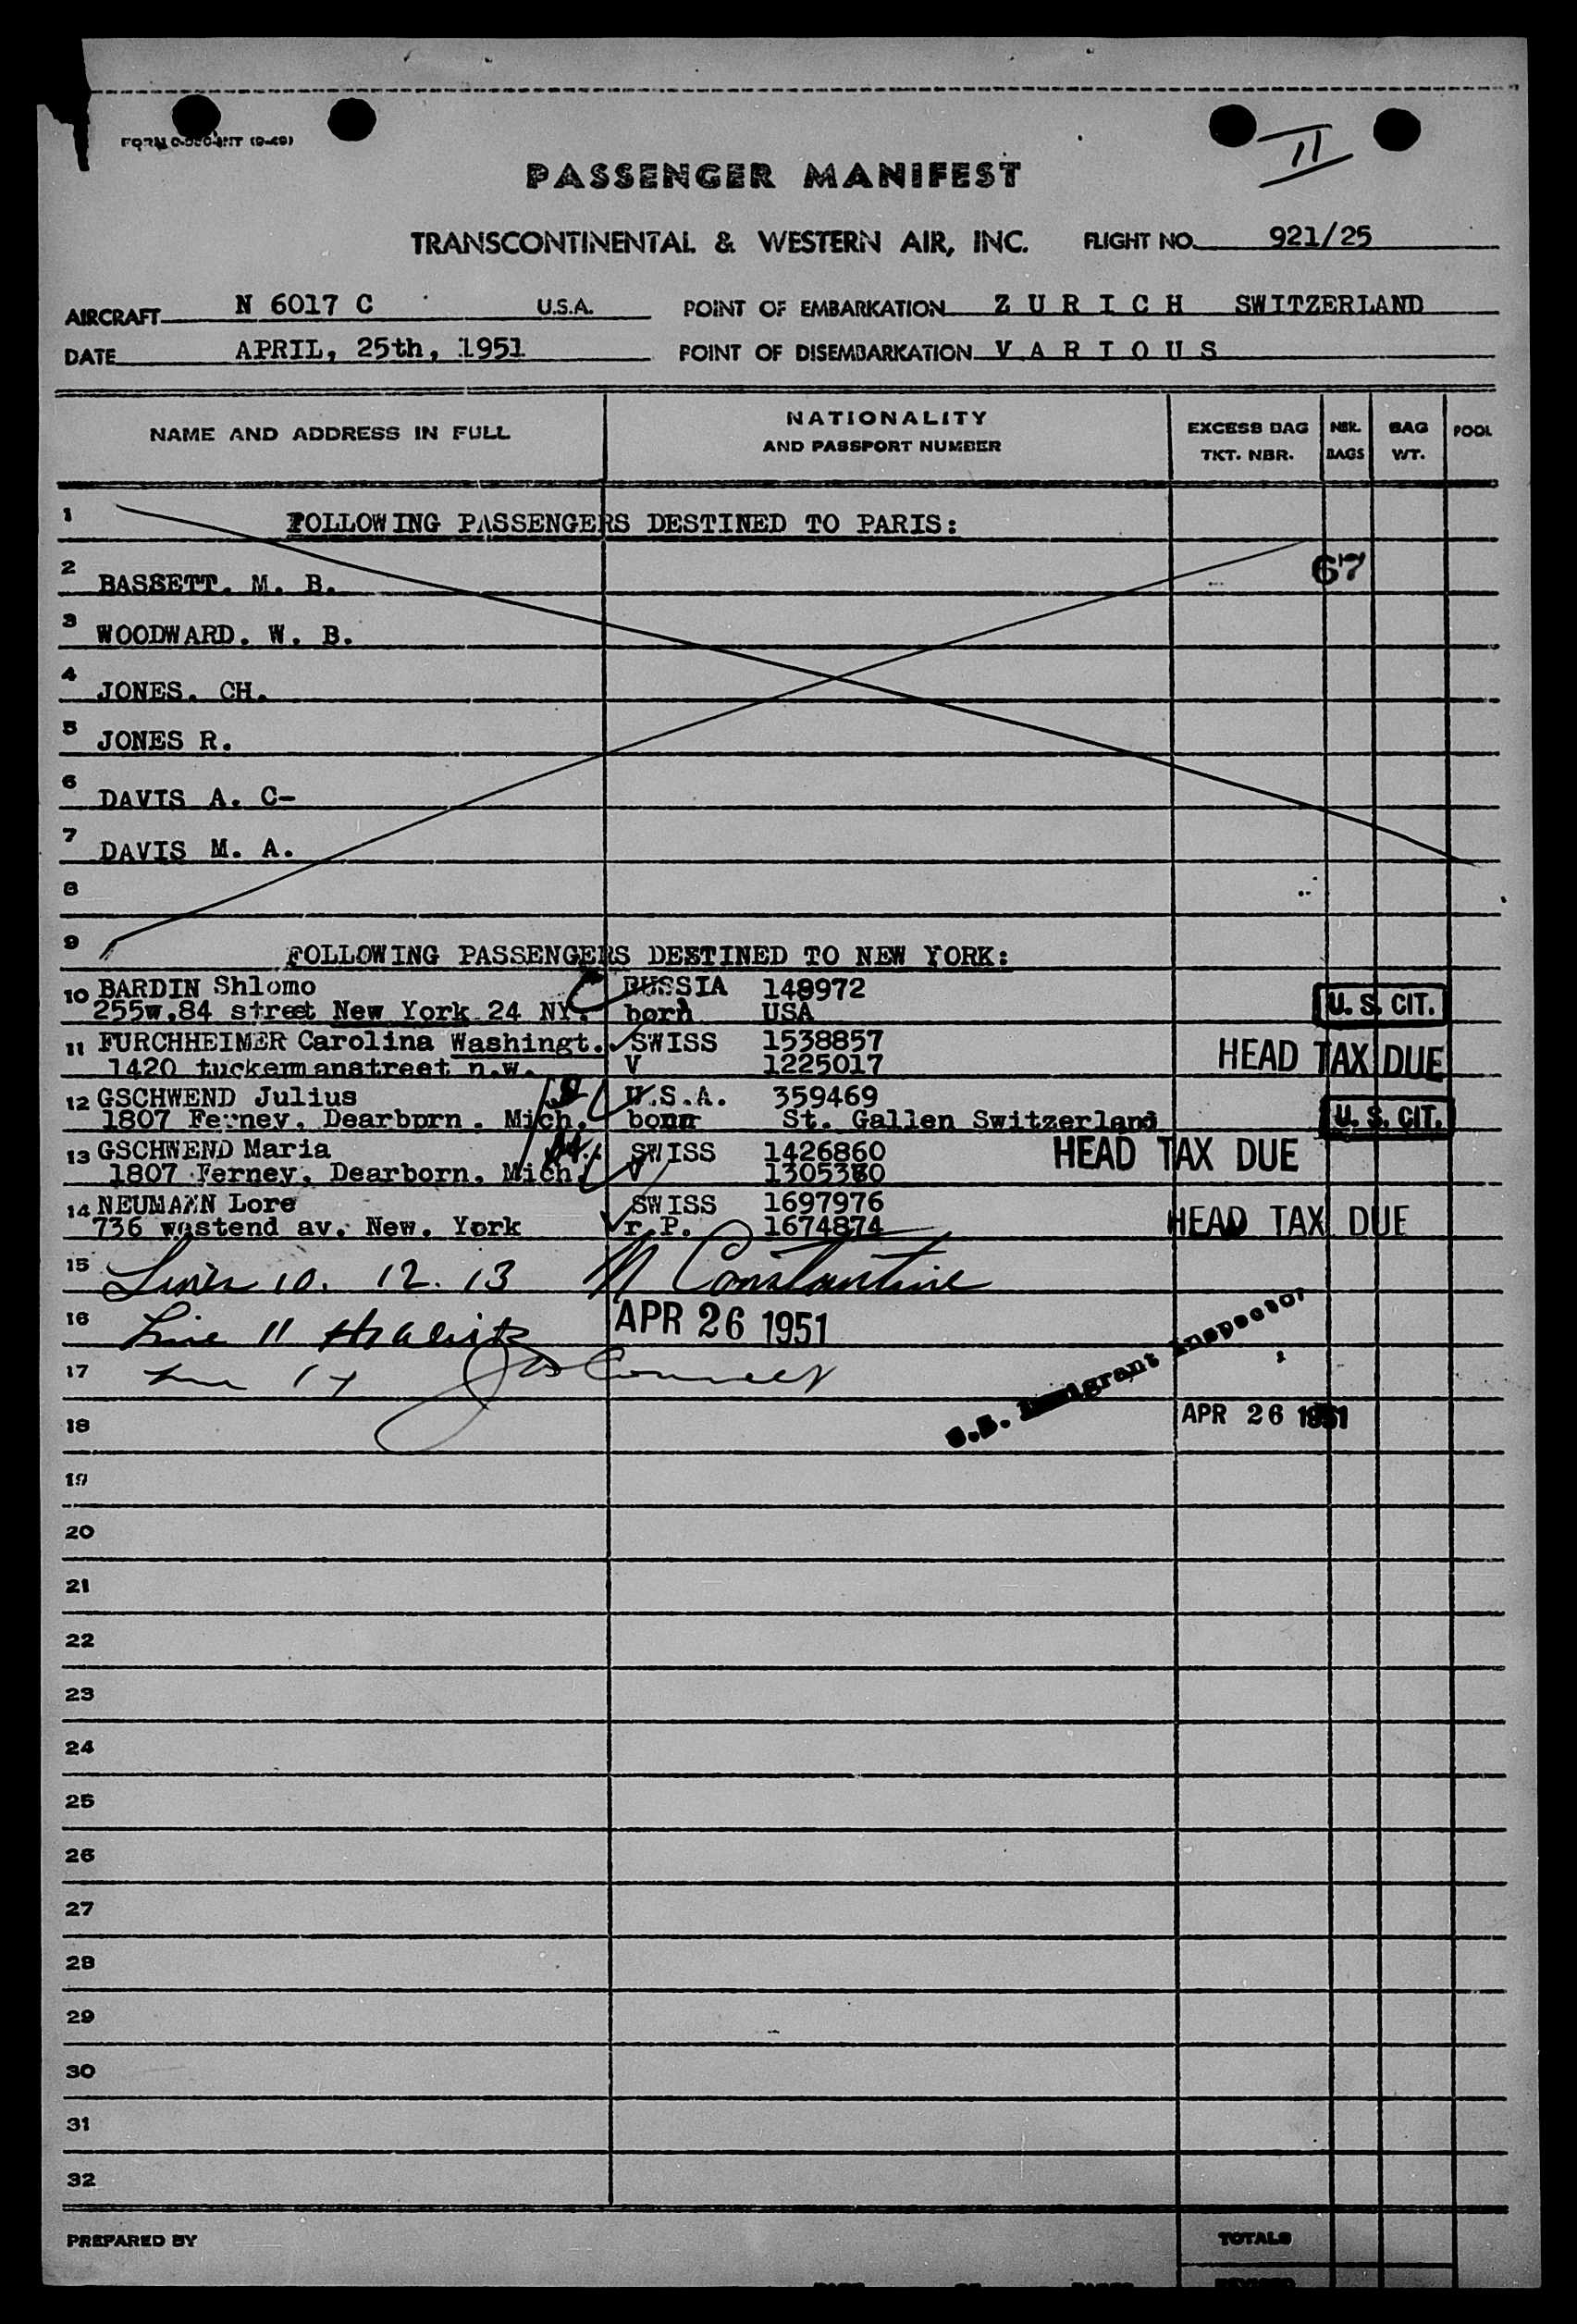 II
PASSENGER MANIFEST
TRANSCONTINENTAL & WESTERN AIR, INC. FLIGHT NO. 921/25
AIRCRAFT N 6017 C U.S.A. POINT OF EMBARKATION Z U R I C H SWITZERLAND
DATE APRIL, 25th, 1951 POINT OF DISEMBARKATION V A R I O U S
NAME AND ADDRESS IN FULL NATIONALITY AND PASSPORT NUMBER EXCESS BAG TKT. NBR. NBR. BAGS BAG WT. POOL
1 FOLLOWING PASSENGERS DESTINED TO PARIS:
67
2 BASSETT. M. B.
3 WOODWARD. W. B.
4 JONES. CH.
5 JONES R.
6 DAVIS A. C-
7 DAVIS M. A.
8
9 FOLLOWING PASSENGERS DESTINED TO NEW YORK:
10 BARDIN Shlomo RUSSIA 148972
255w.84 street New York 24 NY. born USA U. S. CIT.
11 FURCHHEIMER Carolina Washingt. SWISS 1538857
1420 tuckermanstreet n.w. V 1225017 HEAD TAX DUE
12 GSCHWEND Julius U.S.A. 359469
1807 Ferney, Dearborn. Mich. born St. Gallen Switzerland U. S. CIT.
13 GSCHWEND Maria SWISS 1426860 HEAD TAX DUE
1807 Ferney, Dearborn. Mich. V
14 NEUMANN Lore SWISS 1697976
736 westend av. New. York r.P. 1674874 HEAD TAX DUE
15 Lines 10. 12. 13 M Constantine
16 Line 11 APR 26 1951
U.S. Immigrant Inspector
17
18 APR 26 1951
19
20
21
22
23
24
25
26
27
28
29
30
31
32
PREPARED BY TOTALS